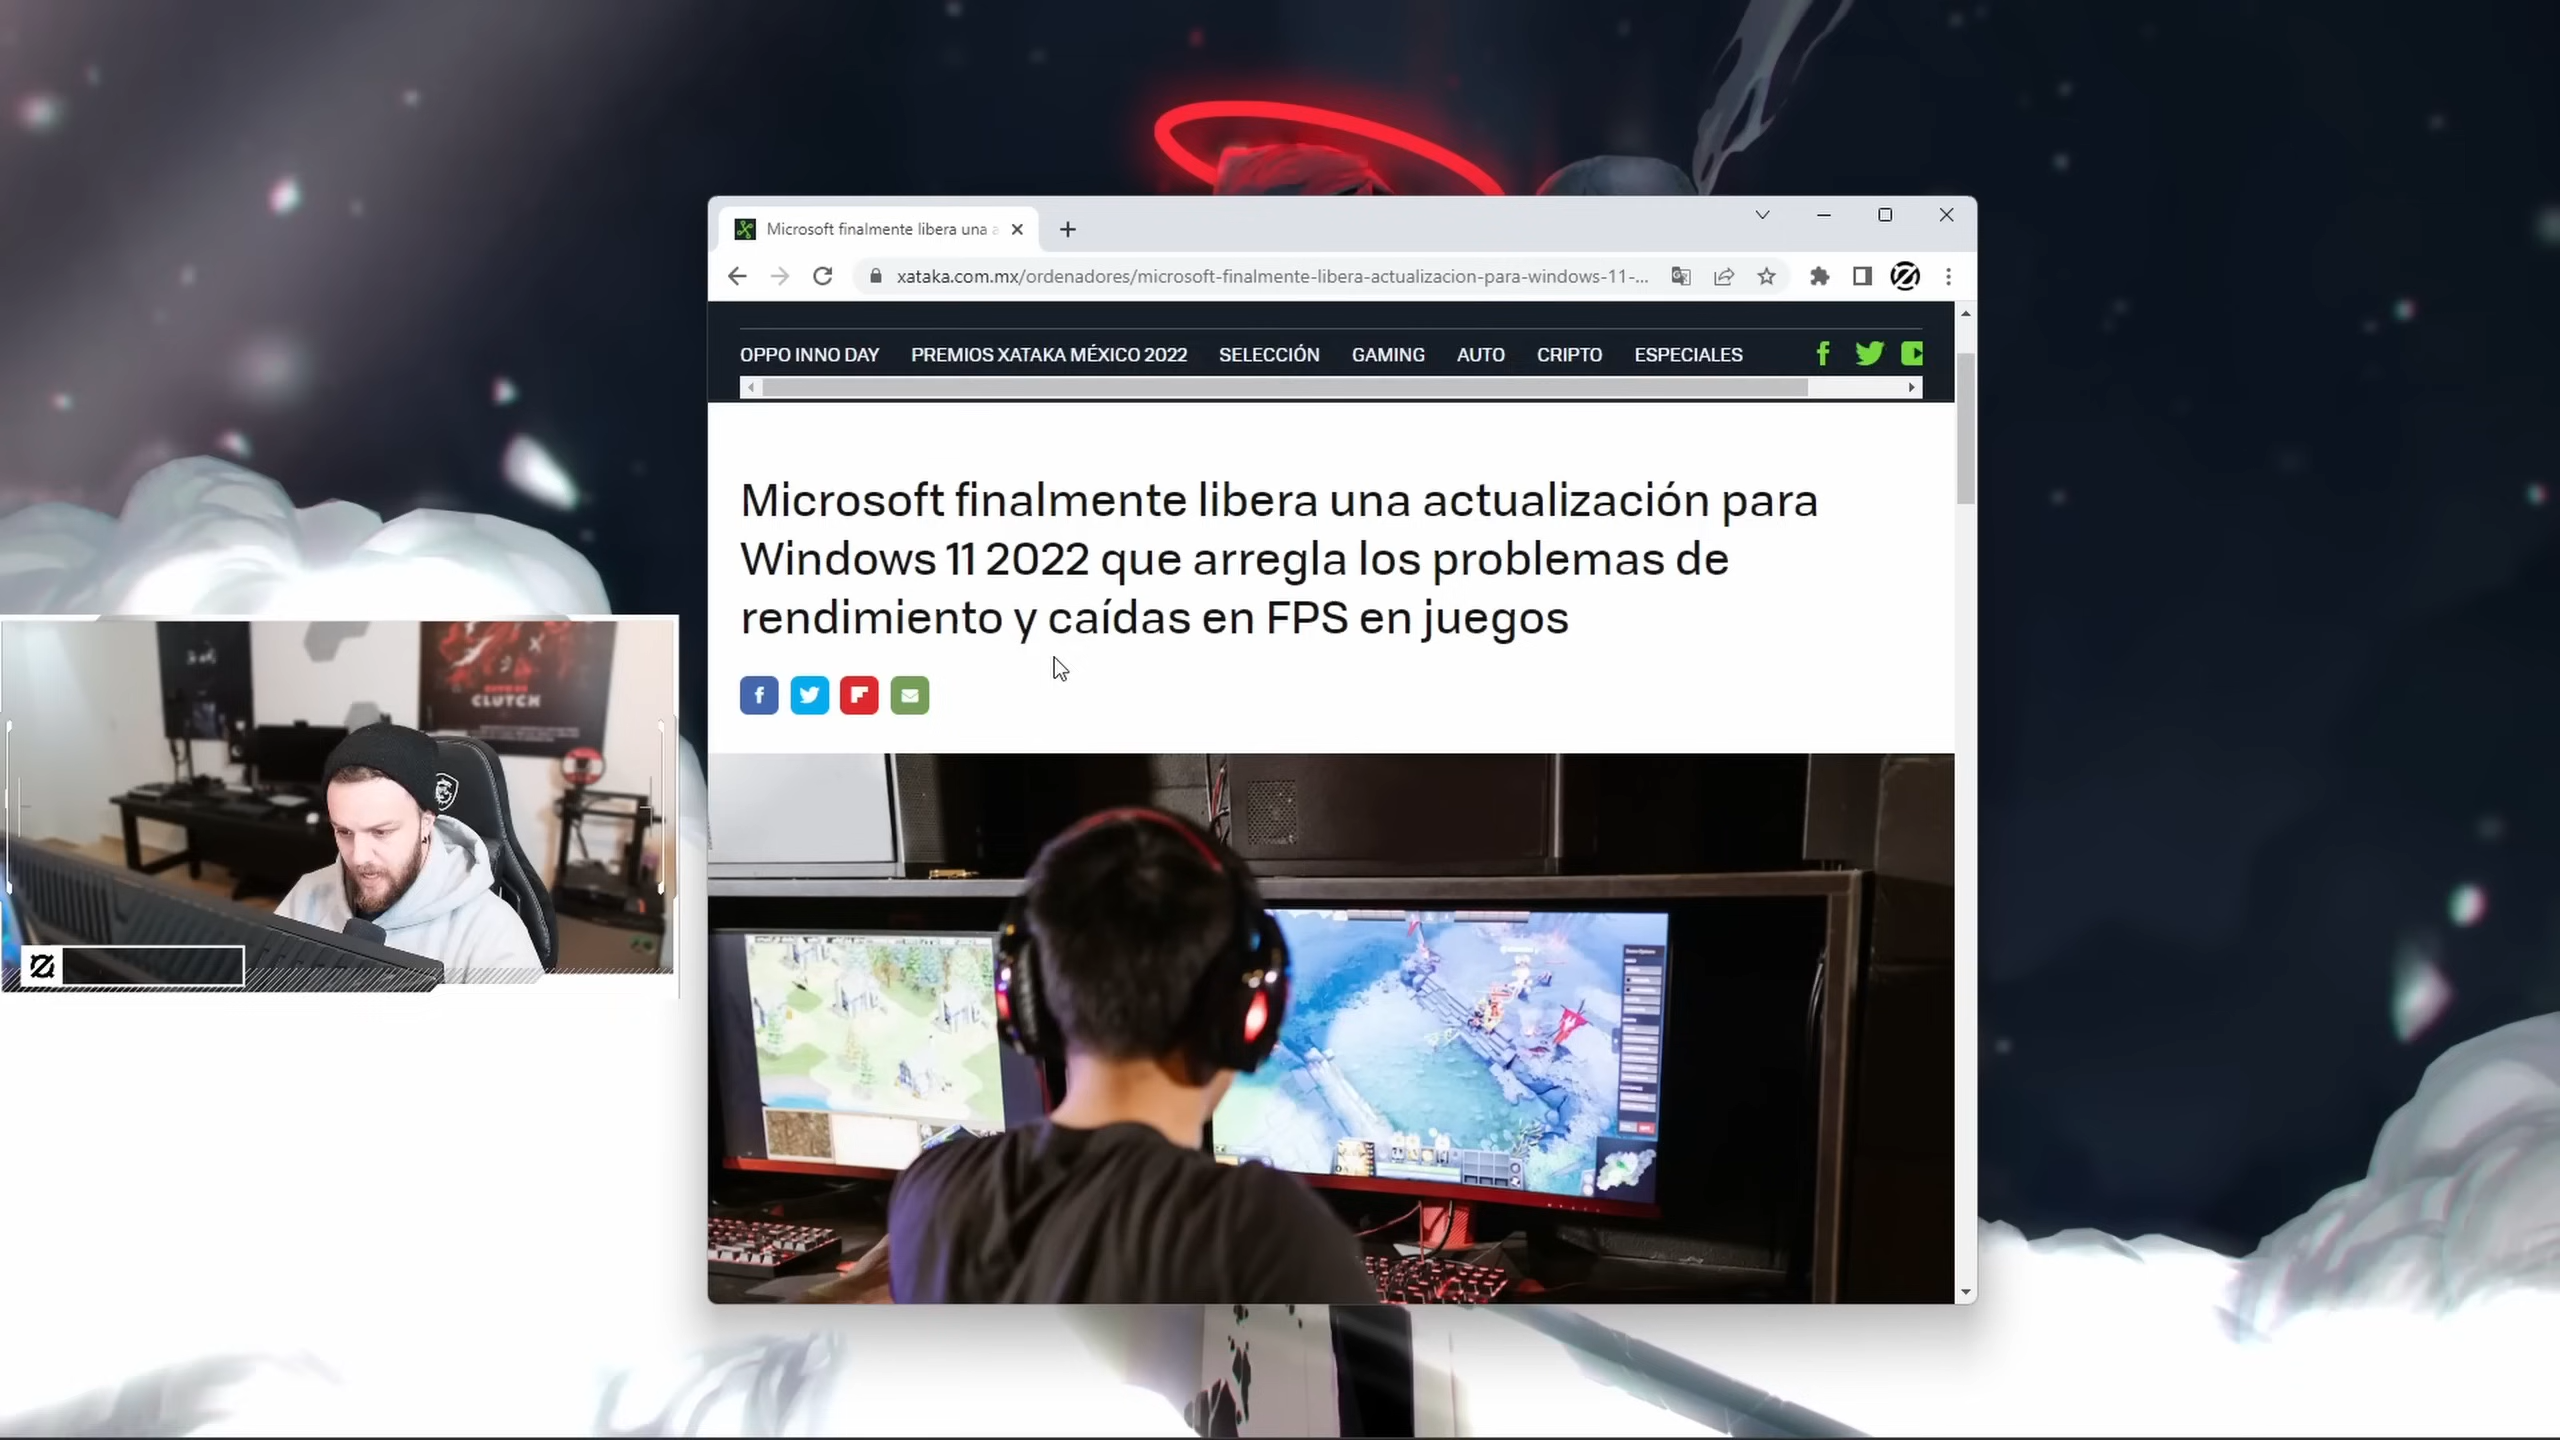 Microsoft finalmente libera una a
xataka.com.mx/ordenadores/microsoft-finalmente-libera-actualizacion-para-windows-11-...
OPPO INNO DAY PREMIOS XATAKA MÉXICO 2022 SELECCIÓN GAMING AUTO CRIPTO ESPECIALES
Microsoft finalmente libera una actualización para
Windows 11 2022 que arregla los problemas de
rendimiento y caídas en FPS en juegos
CLUTCH